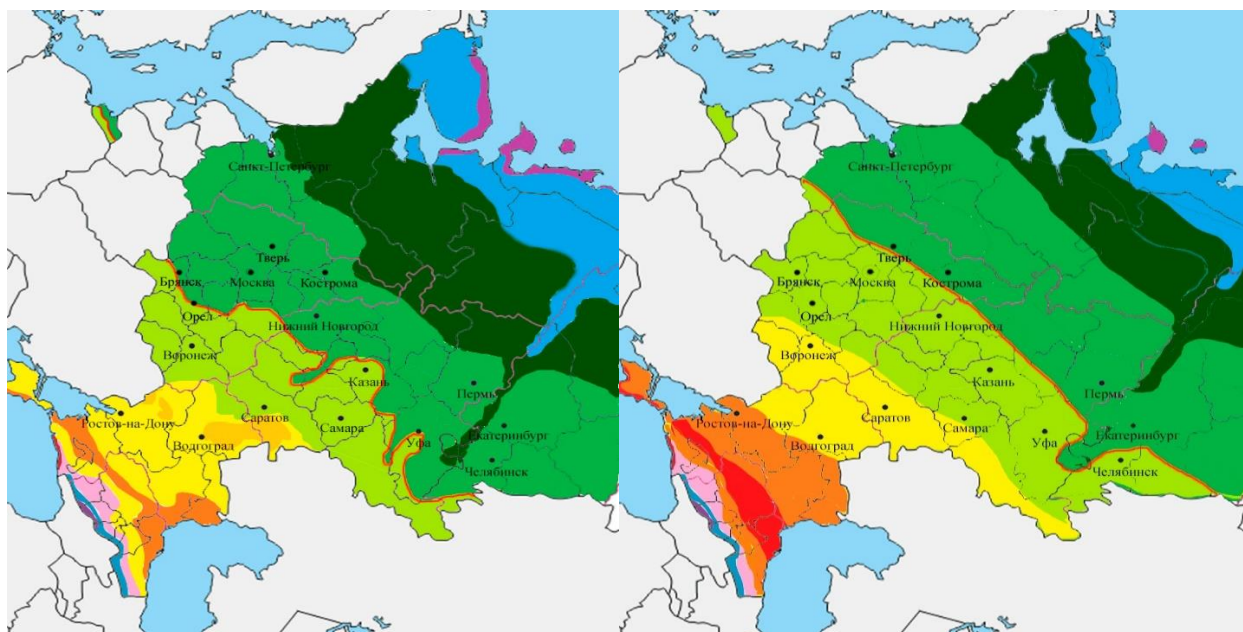 Санкт-Петербург
Тверь
Брянск
Москва
Кострома
Орел
Нижний Новгород
Воронеж
Казань
Пермь
Ростов-на-Дону
Саратов
Самара
Уфа
Екатеринбург
Волгоград
Челябинск
Санкт-Петербург
Тверь
Брянск
Москва
Кострома
Орел
Нижний Новгород
Воронеж
Казань
Пермь
Ростов-на-Дону
Саратов
Самара
Уфа
Екатеринбург
Волгоград
Челябинск